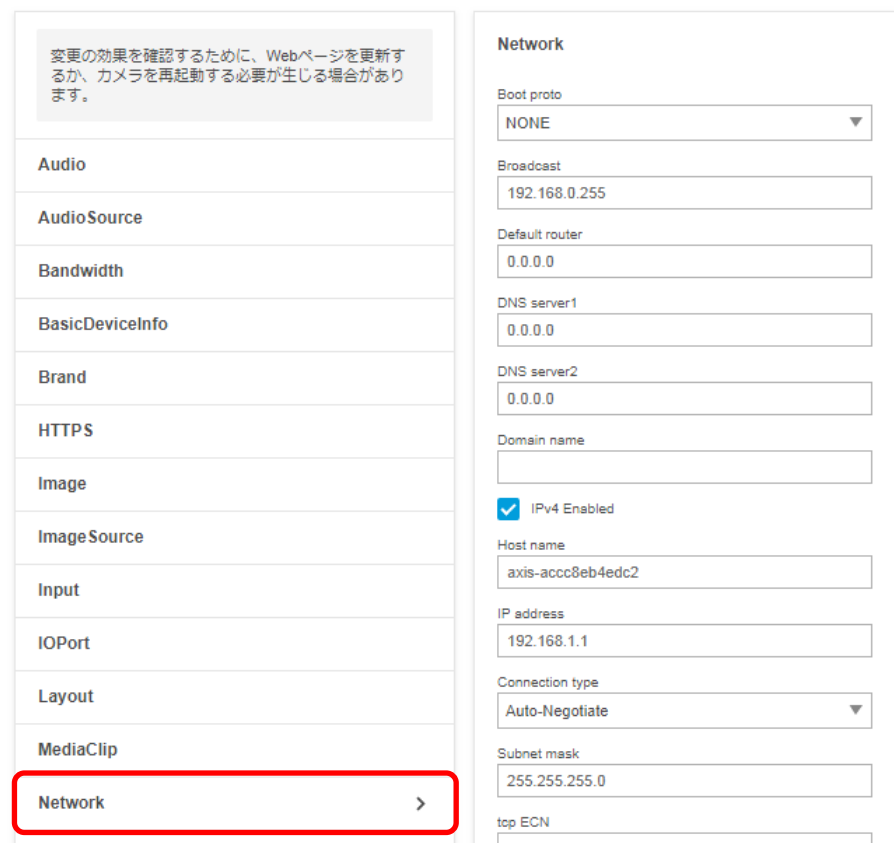 変更の効果を確認するために、Webページを更新す
るか、カメラを再起動する必要が生じる場合があり
ます。
Audio
AudioSource
Bandwidth
BasicDeviceInfo
Brand
HTTPS
Image
ImageSource
Input
IOPort
Layout
MediaClip
Network
Network
Boot proto
NONE
Broadcast
192.168.0.255
Default router
0.0.0.0
DNS server1
0.0.0.0
DNS server2
0.0.0.0
Domain name
IPv4 Enabled
Host name
axis-accc8eb4edc2
IP address
192.168.1.1
Connection type
Auto-Negotiate
Subnet mask
255.255.255.0
tcp ECN